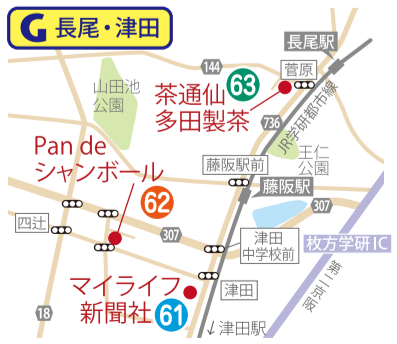 G 長尾・津田
長尾駅
144
菅原
山田池
公園
茶通仙
多田製茶
63
736
JR学研都市線
王仁
公園
Pan de
シャンボール
62
藤阪駅前
藤阪駅
307
四辻
307
津田
中学校前
枚方学研IC
第二京阪
マイライフ
新聞社
61
津田
18
↓津田駅